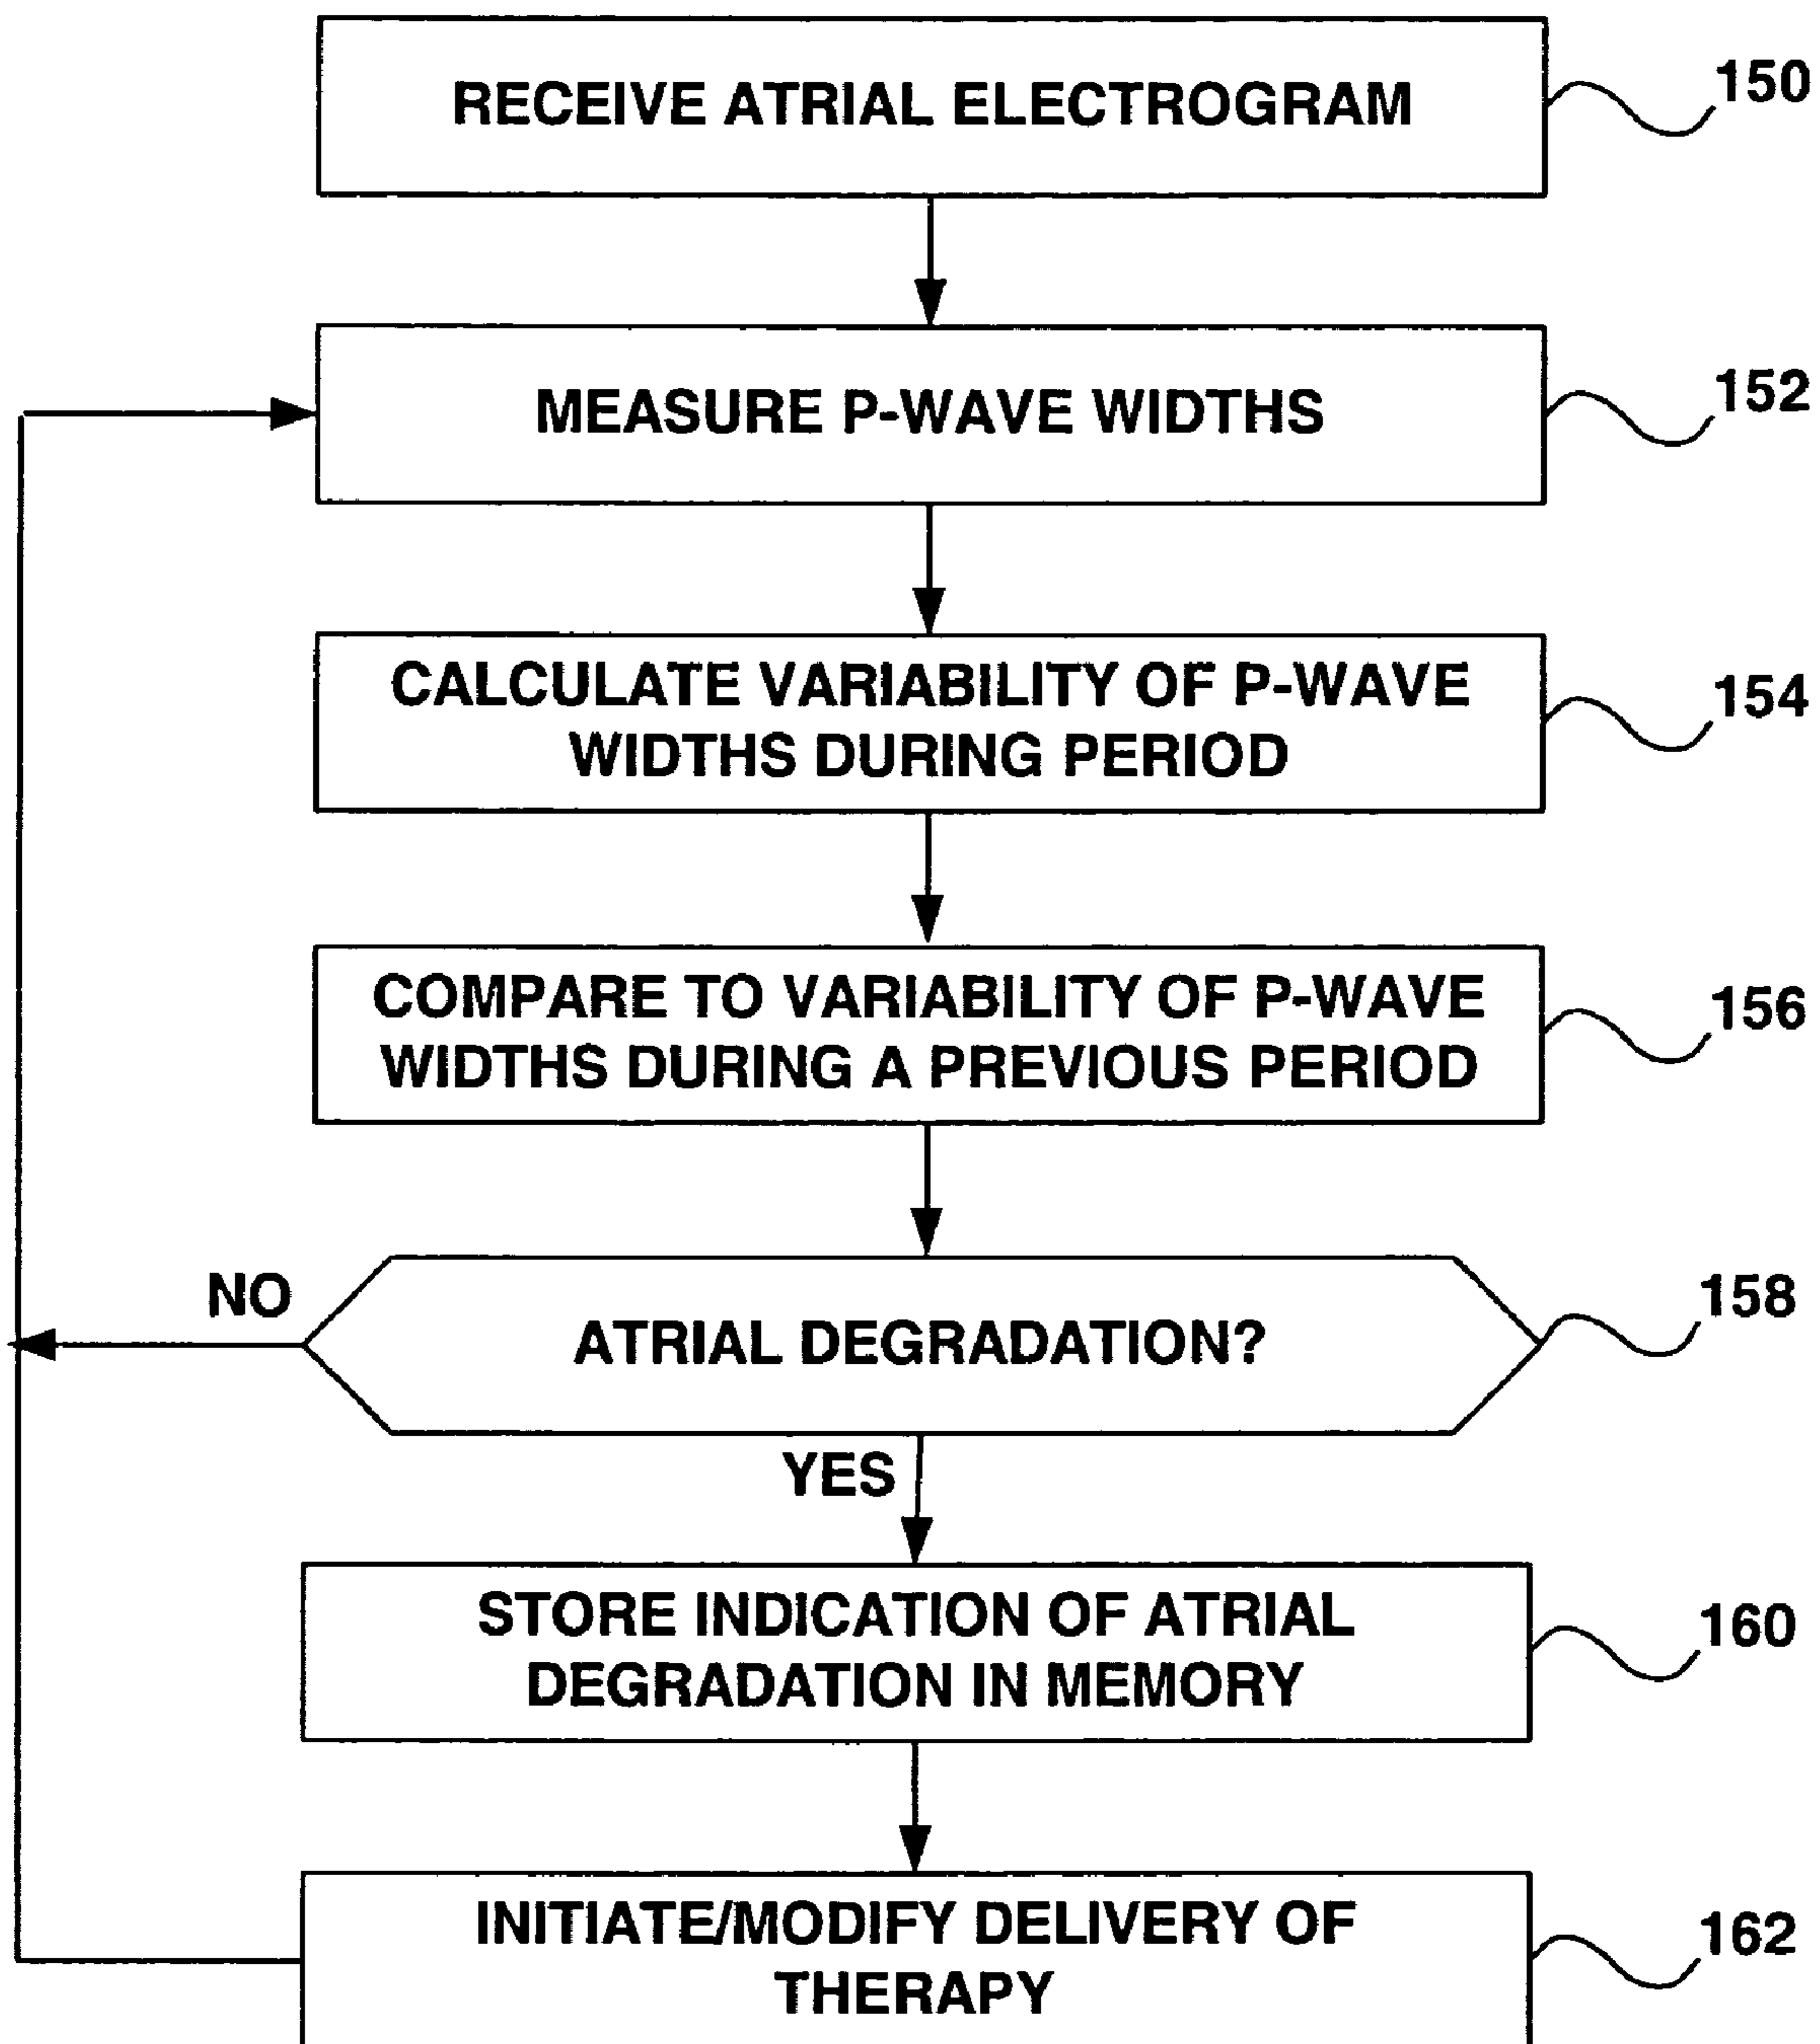 RECEIVE ATRIAL ELECTROGRAM
150
MEASURE P-WAVE WIDTHS
152
CALCULATE VARIABILITY OF P-WAVE
WIDTHS DURING PERIOD
154
COMPARE TO VARIABILITY OF P-WAVE
WIDTHS DURING A PREVIOUS PERIOD
156
NO
ATRIAL DEGRADATION?
158
YES
STORE INDICATION OF ATRIAL
DEGRADATION IN MEMORY
160
INITIATE/MODIFY DELIVERY OF
THERAPY
162